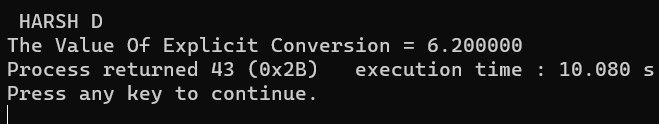 HARSH D
The Value Of Explicit Conversion = 6.200000
Process returned 43 (0x2B)   execution time : 10.080 s
Press any key to continue.